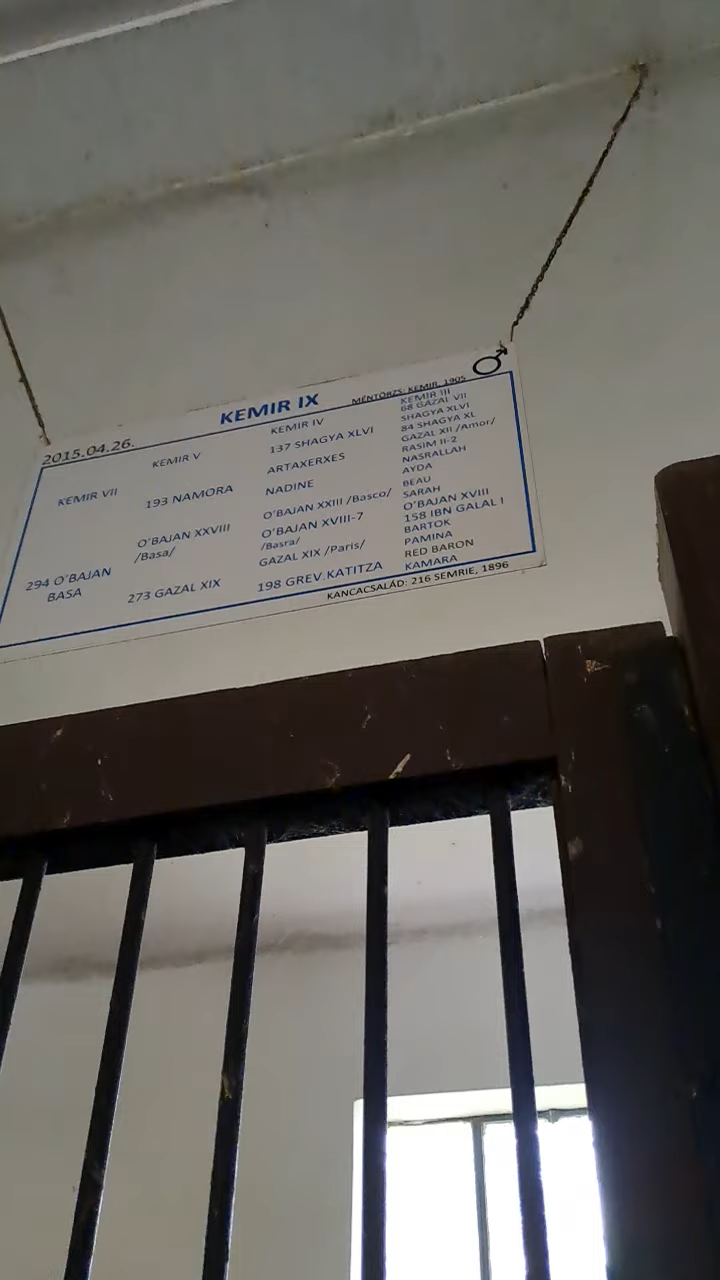 KEMIR IX
MÉNTÖRZS: KEMIR, 1905
2015.04.26.
KEMIR VII
294 O'BAJAN
BASA
KEMIR V
193 NAMORA
O'BAJAN XXVIII
/Basa/
273 GAZAL XIX
KEMIR IV
137 SHAGYA XLVI
ARTAXERXES
NADINE
O'BAJAN XXIII /Basco/
O'BAJAN XVIII-7
/Basra/
GAZAL XIX /Paris/
198 GREV.KATITZA
KEMIR III
68 GAZAL VII
SHAGYA XLVI
84 SHAGYA XL
GAZAL XII /Amor/
RASIM II-2
NASRALLAH
AYDA
BEAU
SARAH
O'BAJAN XVIII
158 IBN GALAL I
BARTOK
PAMINA
RED BARON
KAMARA
KANCACSALÁD: 216 SEMRIE, 1896